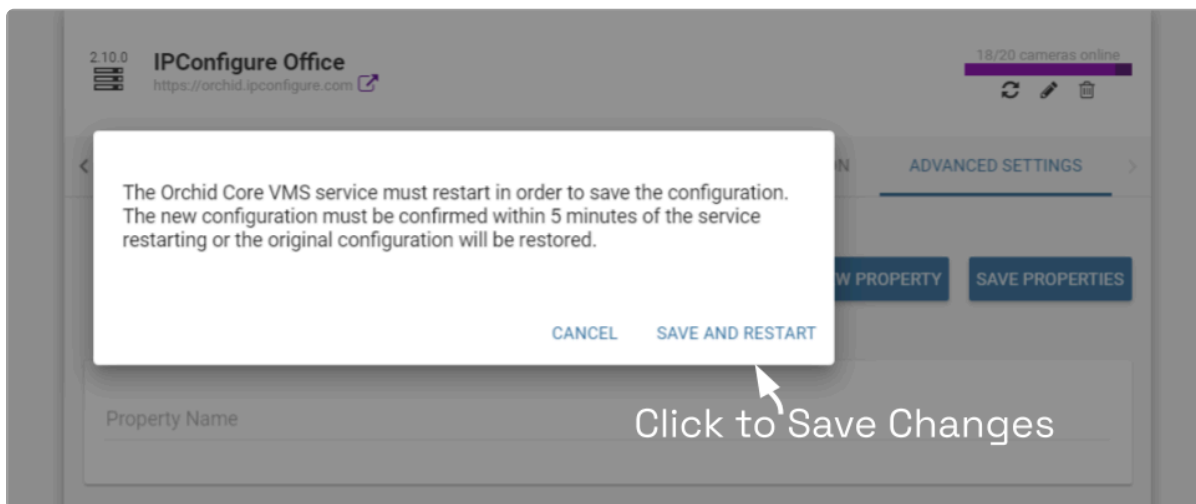 2.10.0
IPConfigure Office
18/20 cameras online
https://orchid.ipconfigure.com
ON
ADVANCED SETTINGS
The Orchid Core VMS service must restart in order to save the configuration.
The new configuration must be confirmed within 5 minutes of the service
restarting or the original configuration will be restored.
W PROPERTY
SAVE PROPERTIES
CANCEL
SAVE AND RESTART
Property Name
Click to Save Changes